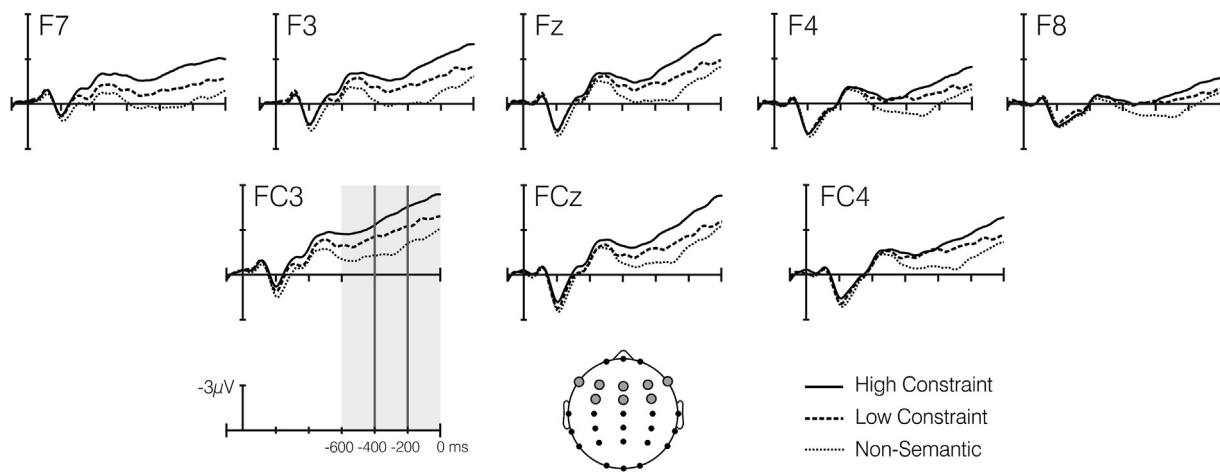 F7
F3
Fz
F4
F8
FC3
FCz
FC4
-3µV
-600 -400 -200 0 ms
High Constraint
Low Constraint
Non-Semantic